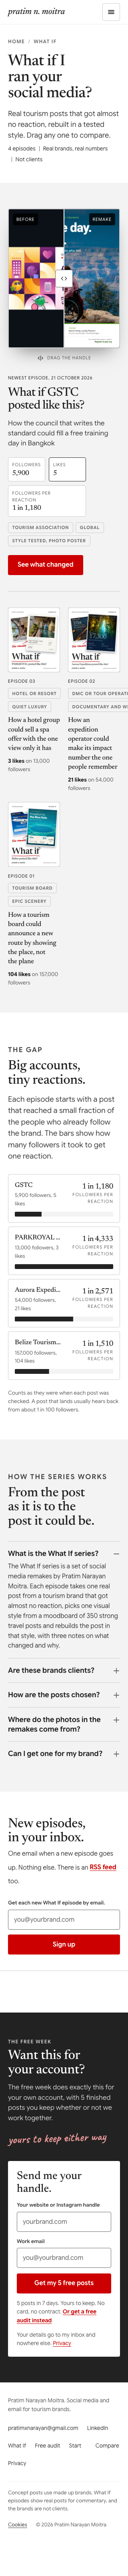 pratim n. moitra
HOME / WHAT IF
What if I
ran your
social media?
Real tourism posts that got almost
no reaction, rebuilt in a tested
style. Drag any one to compare.
4 episodes | Real brands, real numbers
| Not clients
BEFORE
REMAKE
DRAG THE HANDLE
NEWEST EPISODE, 21 OCTOBER 2026
What if GSTC
posted like this?
How the council that writes the
standard could fill a free training
day in Bangkok
FOLLOWERS
5,900
LIKES
5
FOLLOWERS PER
REACTION
1 in 1,180
TOURISM ASSOCIATION
GLOBAL
STYLE TESTED, PHOTO POSTER
See what changed
What if
EPISODE 03
HOTEL OR RESORT
QUIET LUXURY
How a hotel group
could sell a spa
offer with the one
view only it has
3 likes on 13,000
followers
What if
EPISODE 02
DMC OR TOUR OPERAT
DOCUMENTARY AND WI
How an
expedition
operator could
make its impact
number the one
people remember
21 likes on 54,000
followers
What if
EPISODE 01
TOURISM BOARD
EPIC SCENERY
How a tourism
board could
announce a new
route by showing
the place, not
the plane
104 likes on 157,000
followers
THE GAP
Big accounts,
tiny reactions.
Each episode starts with a post
that reached a small fraction of
the people who already follow
the brand. The bars show how
many followers it took to get
one reaction.
GSTC
5,900 followers, 5
likes
1 in 1,180
FOLLOWERS PER
REACTION
PARKROYAL ...
13,000 followers, 3
likes
1 in 4,333
FOLLOWERS PER
REACTION
Aurora Expedi...
54,000 followers,
21 likes
1 in 2,571
FOLLOWERS PER
REACTION
Belize Tourism...
157,000 followers,
104 likes
1 in 1,510
FOLLOWERS PER
REACTION
Counts as they were when each post was
checked. A post that lands usually hears back
from about 1 in 100 followers.
HOW THE SERIES WORKS
From the post
as it is to the
post it could be.
What is the What If series?
The What If series is a set of social
media remakes by Pratim Narayan
Moitra. Each episode takes one real
post from a tourism brand that got
almost no reaction, picks one visual
style from a moodboard of 350 strong
travel posts and rebuilds the post in
that style, with three notes on what
changed and why.
Are these brands clients?
How are the posts chosen?
Where do the photos in the
remakes come from?
Can I get one for my brand?
New episodes,
in your inbox.
One email when a new episode goes
up. Nothing else. There is an RSS feed
too.
Get each new What If episode by email.
you@yourbrand.com
Sign up
THE FREE WEEK
Want this for
your account?
The free week does exactly this for
your own account, with 5 finished
posts you keep whether or not we
work together.
yours to keep either way
Send me your
handle.
Your website or Instagram handle
yourbrand.com
Work email
you@yourbrand.com
Get my 5 free posts
5 posts in 7 days. Yours to keep. No
card, no contract. Or get a free
audit instead.
Your details go to my inbox and
nowhere else. Privacy
Pratim Narayan Moitra. Social media and
email for tourism brands.
pratimxnarayan@gmail.com LinkedIn
What If Free audit Start Compare
Privacy
Concept posts use made up brands. What If
episodes show real posts for commentary, and
the brands are not clients.
Cookies © 2026 Pratim Narayan Moitra